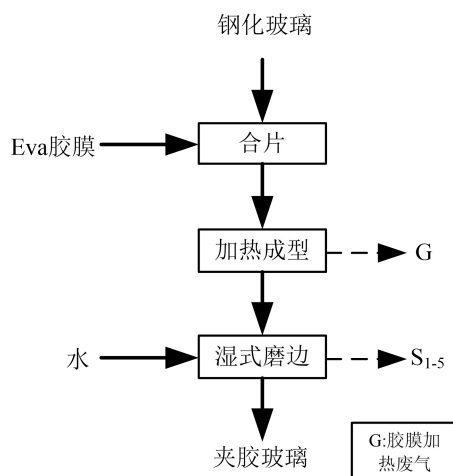 钢化玻璃
Eva胶膜
合片
加热成型
G
水
湿式磨边
S1-5
夹胶玻璃
G:胶膜加
热废气